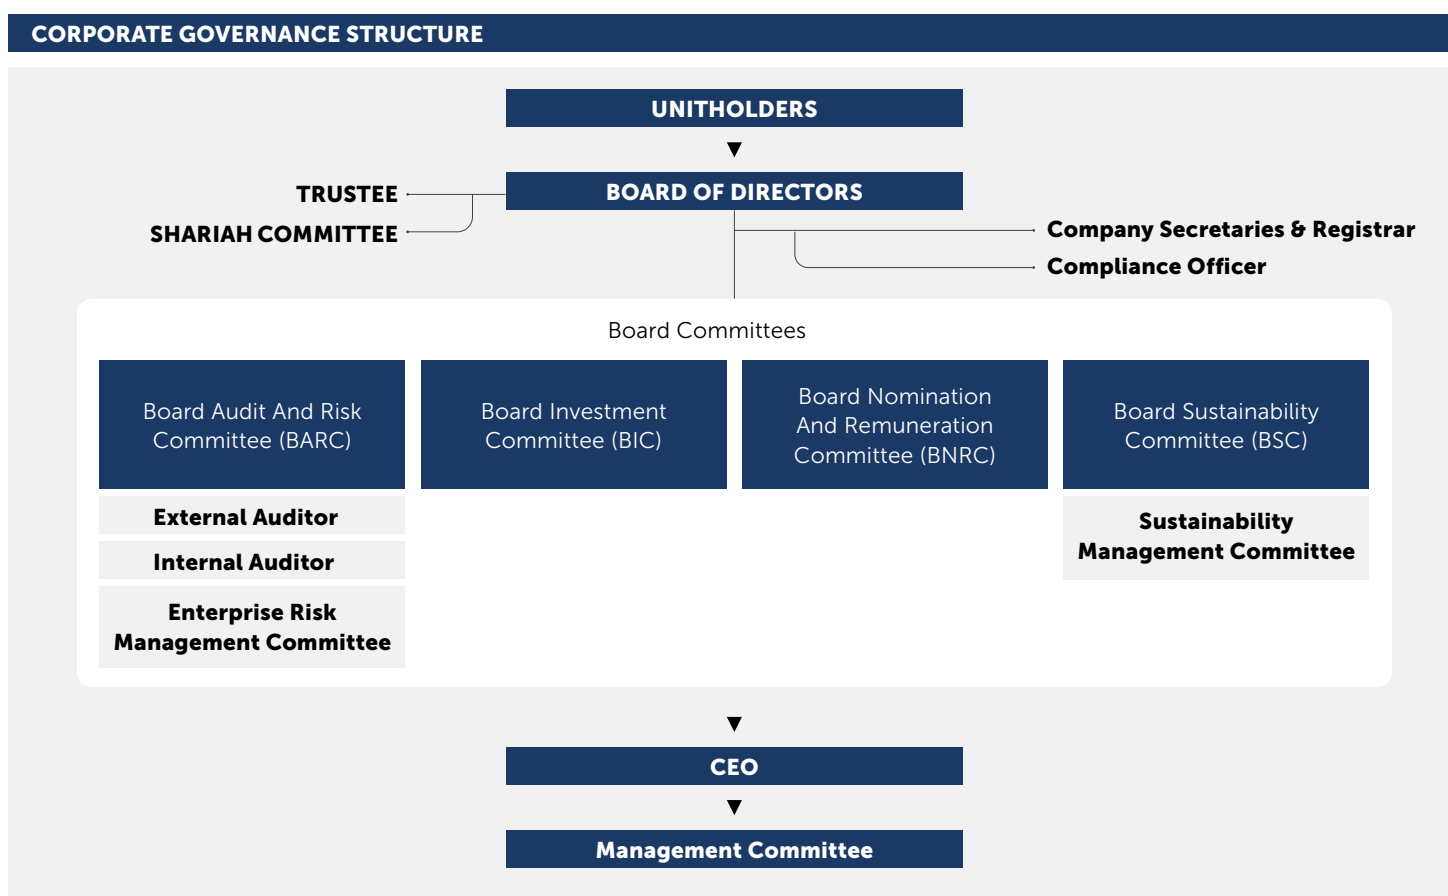 CORPORATE GOVERNANCE STRUCTURE
UNITHOLDERS
BOARD OF DIRECTORS
TRUSTEE
SHARIAH COMMITTEE
Company Secretaries & Registrar
Compliance Officer
Board Committees
Board Audit And Risk
Committee (BARC)
External Auditor
Internal Auditor
Enterprise Risk
Management Committee
Board Investment
Committee (BIC)
Board Nomination
And Remuneration
Committee (BNRC)
Board Sustainability
Committee (BSC)
Sustainability
Management Committee
CEO
Management Committee